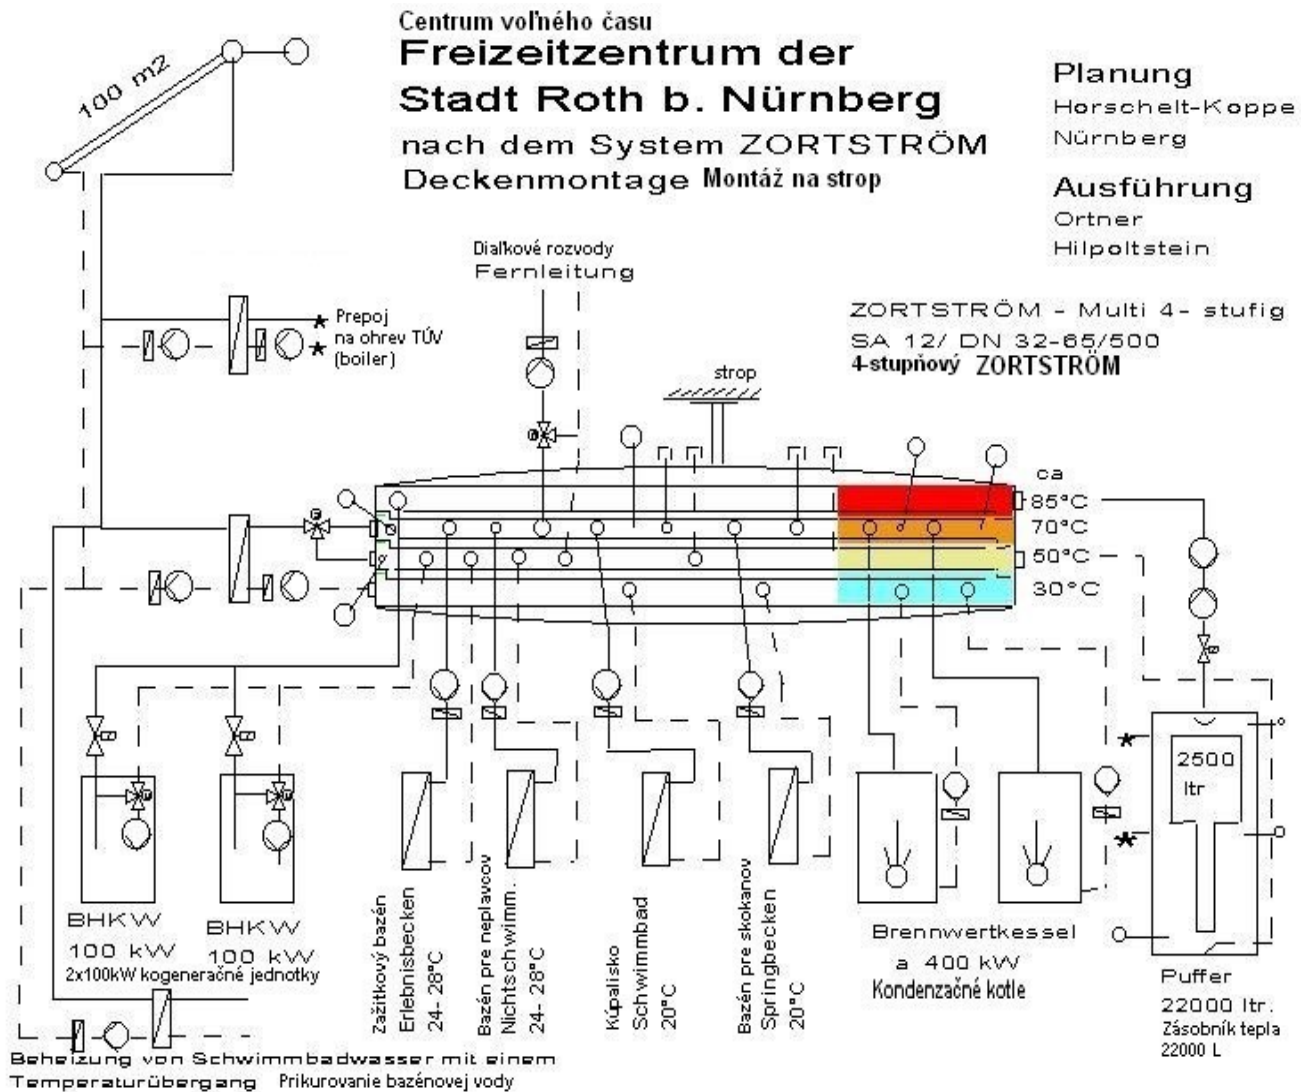 Centrum voľného času
Freizeitzentrum der
Stadt Roth b. Nürnberg
nach dem System ZORTSTRÖM
Deckenmontage Montáž na strop
Planung
Horschelt-Koppe
Nürnberg
Ausführung
Ortner
Hilpoltstein
100 m2
Diaľkové rozvody
Fernleitung
Prepoj
na ohrev TÚV
(boiler)
ZORTSTRÖM - Multi 4- stufig
SA 12/ DN 32-65/500
4-stupňový ZORTSTRÖM
strop
ca
85°C
70°C
50°C
30°C
BHKW
100 kW
BHKW
100 kW
2x100kW kogeneračné jednotky
Zažitkový bazén
Erlebnisbecken
24- 28°C
Bazén pre neplavcov
Nichtschwimm.
24- 28°C
Kúpalisko
Schwimmbad
20°C
Bazén pre skokanov
Springbecken
20°C
Brennwertkessel
a 400 kW
Kondenzačné kotle
2500
ltr
Puffer
22000 ltr.
Zásobník tepla
22000 L
Beheizung von Schwimmbadwasser mit einem
Temperaturübergang Prikurovanie bazénovej vody